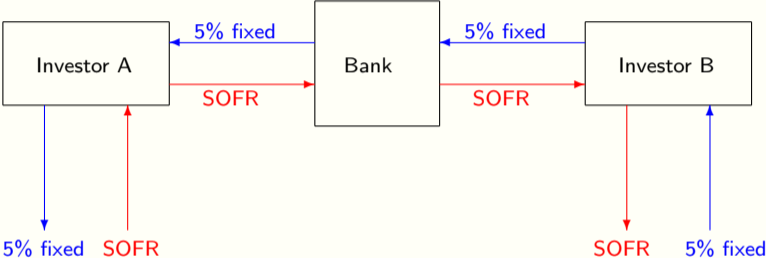 5% fixed
5% fixed
Investor A
Bank
Investor B
SOFR
SOFR
5% fixed
SOFR
SOFR
5% fixed